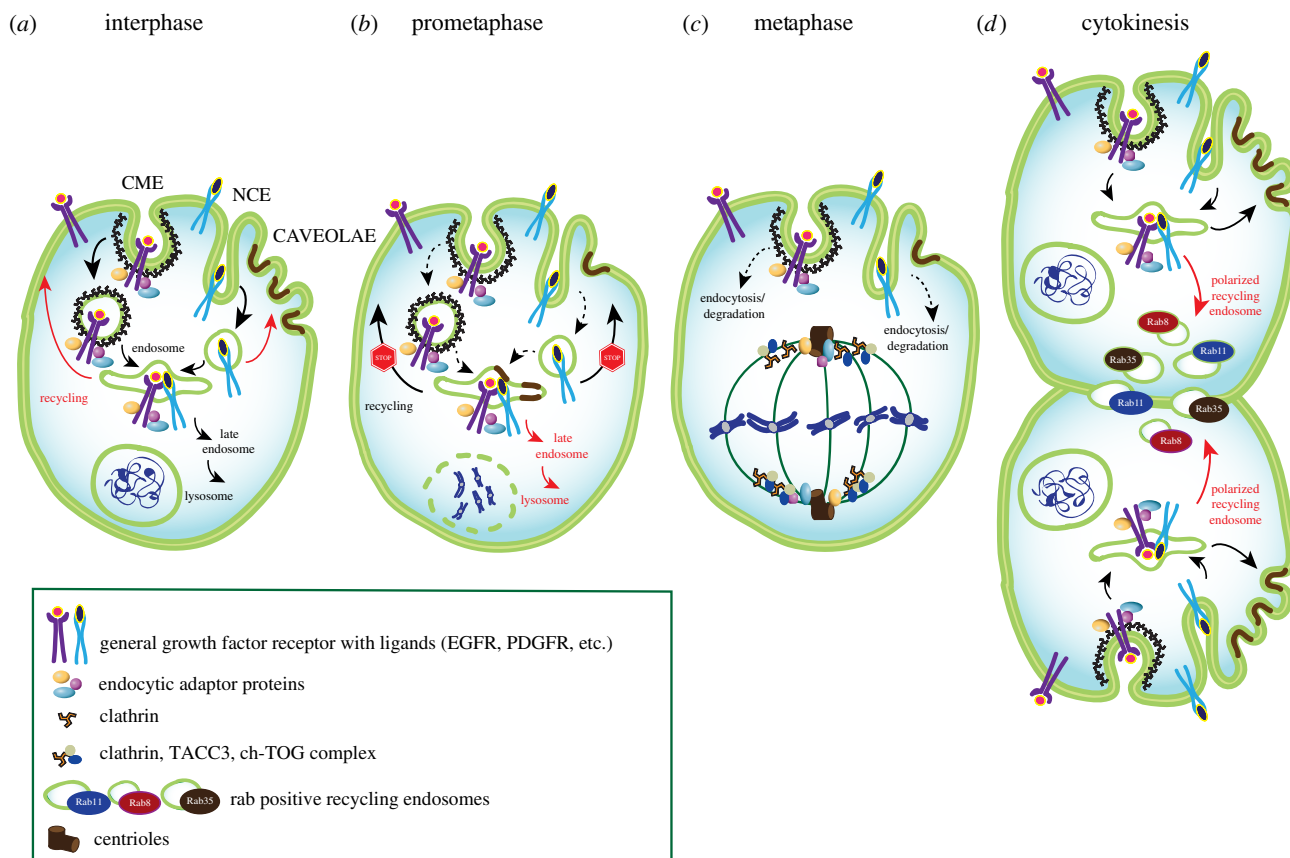 (a) interphase
(b) prometaphase
(c) metaphase
(d) cytokinesis
CME
NCE
CAVEOLAE
endosome
recycling
late
endosome
lysosome
STOP
STOP
recycling
late
endosome
lysosome
endocytosis/
degradation
endocytosis/
degradation
polarized
recycling
endosome
Rab8
Rab35
Rab11
Rab11
Rab35
Rab8
polarized
recycling
endosome
general growth factor receptor with ligands (EGFR, PDGFR, etc.)
endocytic adaptor proteins
clathrin
clathrin, TACC3, ch-TOG complex
Rab11 Rab8 Rab35 rab positive recycling endosomes
centrioles